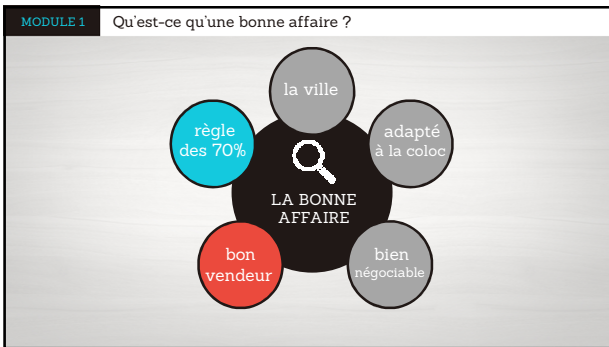 MODULE 1
Qu'est-ce qu'une bonne affaire ?
la ville
règle
des 70%
adapté
à la coloc
LA BONNE
AFFAIRE
bon
vendeur
bien
négociable